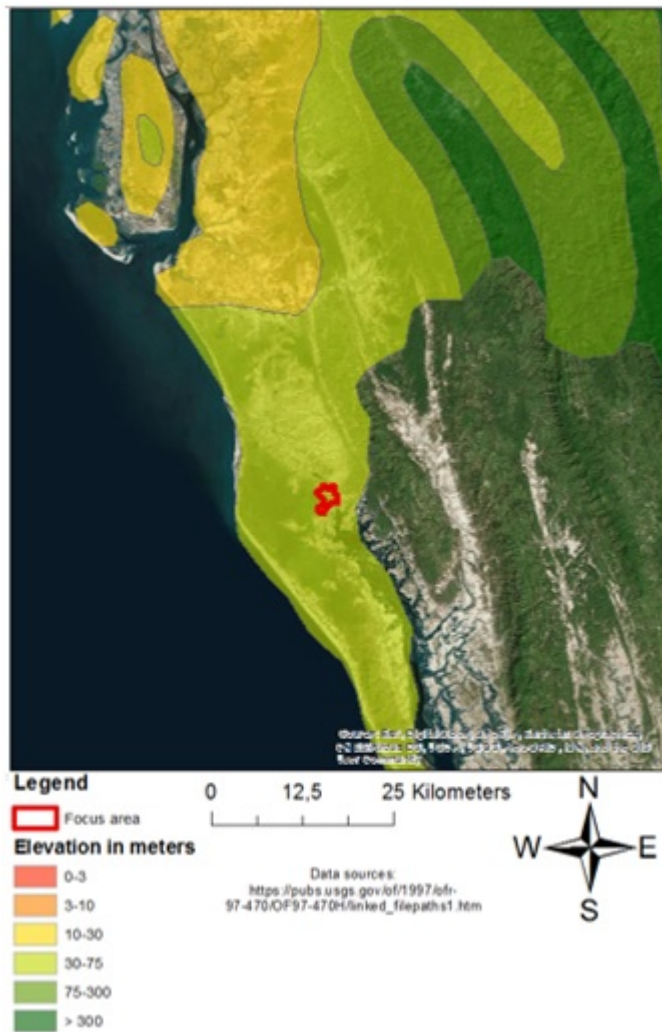 Legend
Focus area
Elevation in meters
0-3
3-10
10-30
30-75
75-300
> 300
0 12,5 25 Kilometers
Data sources:
https://pubs.usgs.gov/of/1997/ofr-
97-470/OF97-470H/linked_filepaths1.htm
N
W E
S